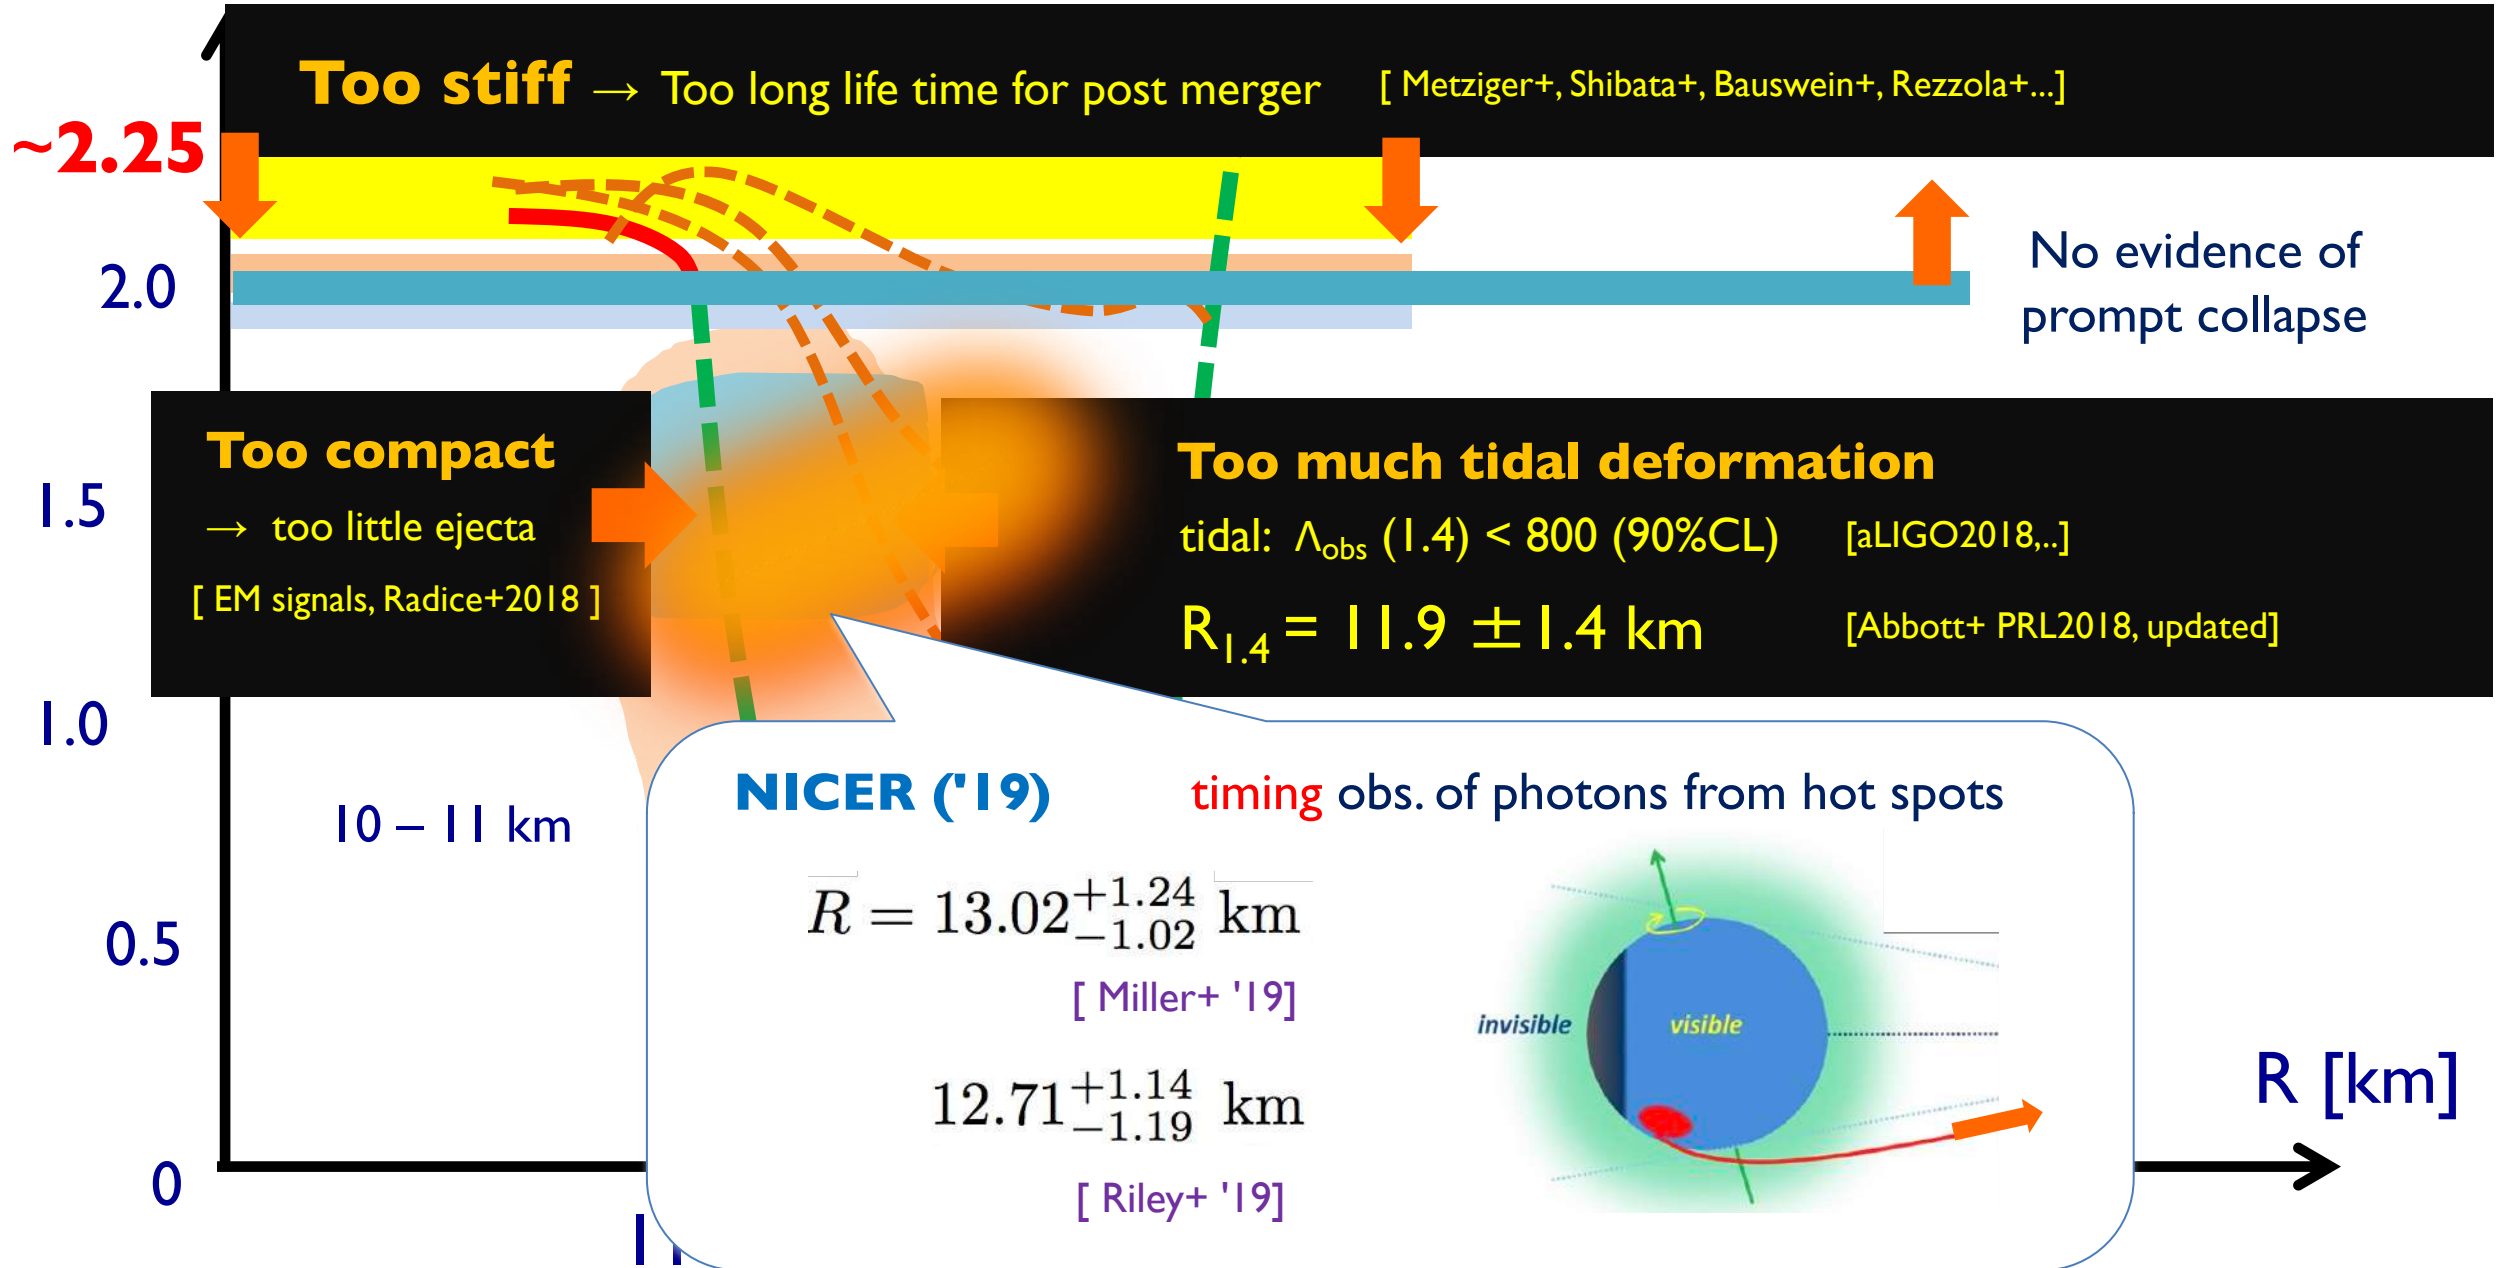 Too stiff → Too long life time for post merger [ Metziger+, Shibata+, Bauswein+, Rezzola+...]
~2.25
2.0
No evidence of
prompt collapse
Too compact
→ too little ejecta
[ EM signals, Radice+2018 ]
Too much tidal deformation
tidal: Λobs (1.4) < 800 (90%CL) [aLIGO2018,..]
R1.4 = 11.9 ±1.4 km [Abbott+ PRL2018, updated]
1.5
1.0
NICER ('19) timing obs. of photons from hot spots
10 – 11 km
R = 13.02 +1.24 −1.02 km
[ Miller+ '19]
0.5
invisible visible
12.71 +1.14 −1.19 km
[ Riley+ '19]
R [km]
0
11